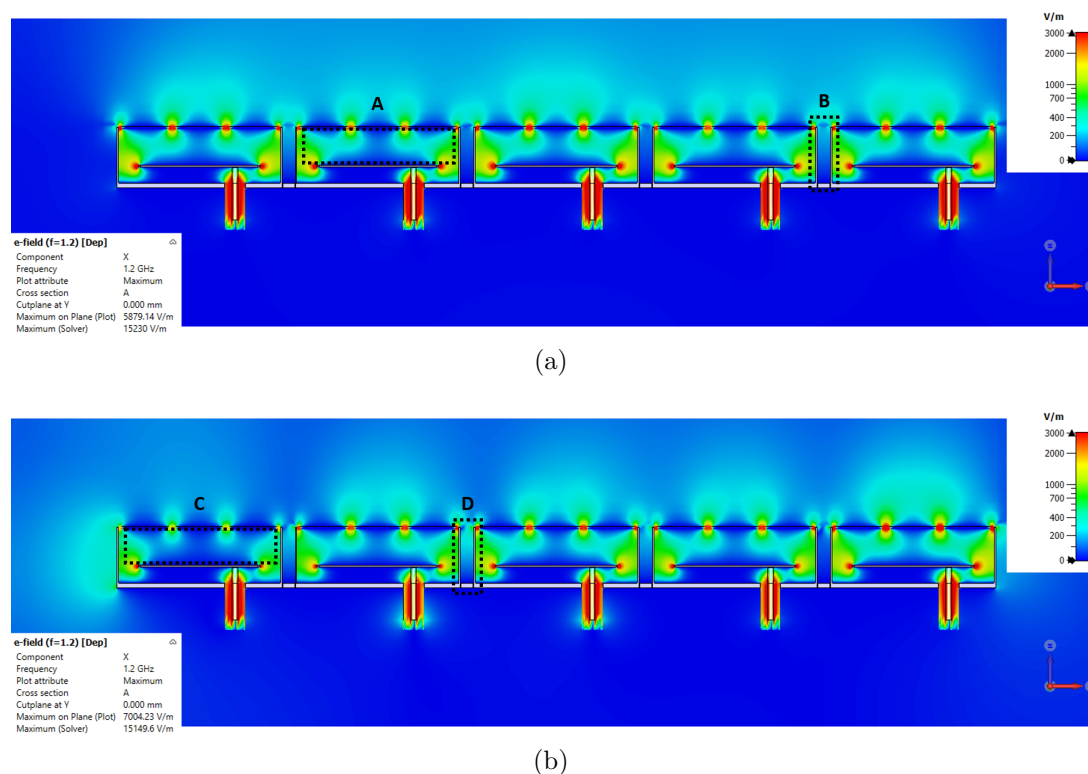 V/m
3000
2000
1000
700
400
200
0
A
B
e-field (f=1.2) [Dep]
Component X
Frequency 1.2 GHz
Plot attribute Maximum
Cross section A
Cutplane at Y 0.000 mm
Maximum on Plane (Plot) 5879.14 V/m
Maximum (Solver) 15230 V/m
(a)
V/m
3000
2000
1000
700
400
200
0
C
D
e-field (f=1.2) [Dep]
Component X
Frequency 1.2 GHz
Plot attribute Maximum
Cross section A
Cutplane at Y 0.000 mm
Maximum on Plane (Plot) 7004.23 V/m
Maximum (Solver) 15149.6 V/m
(b)